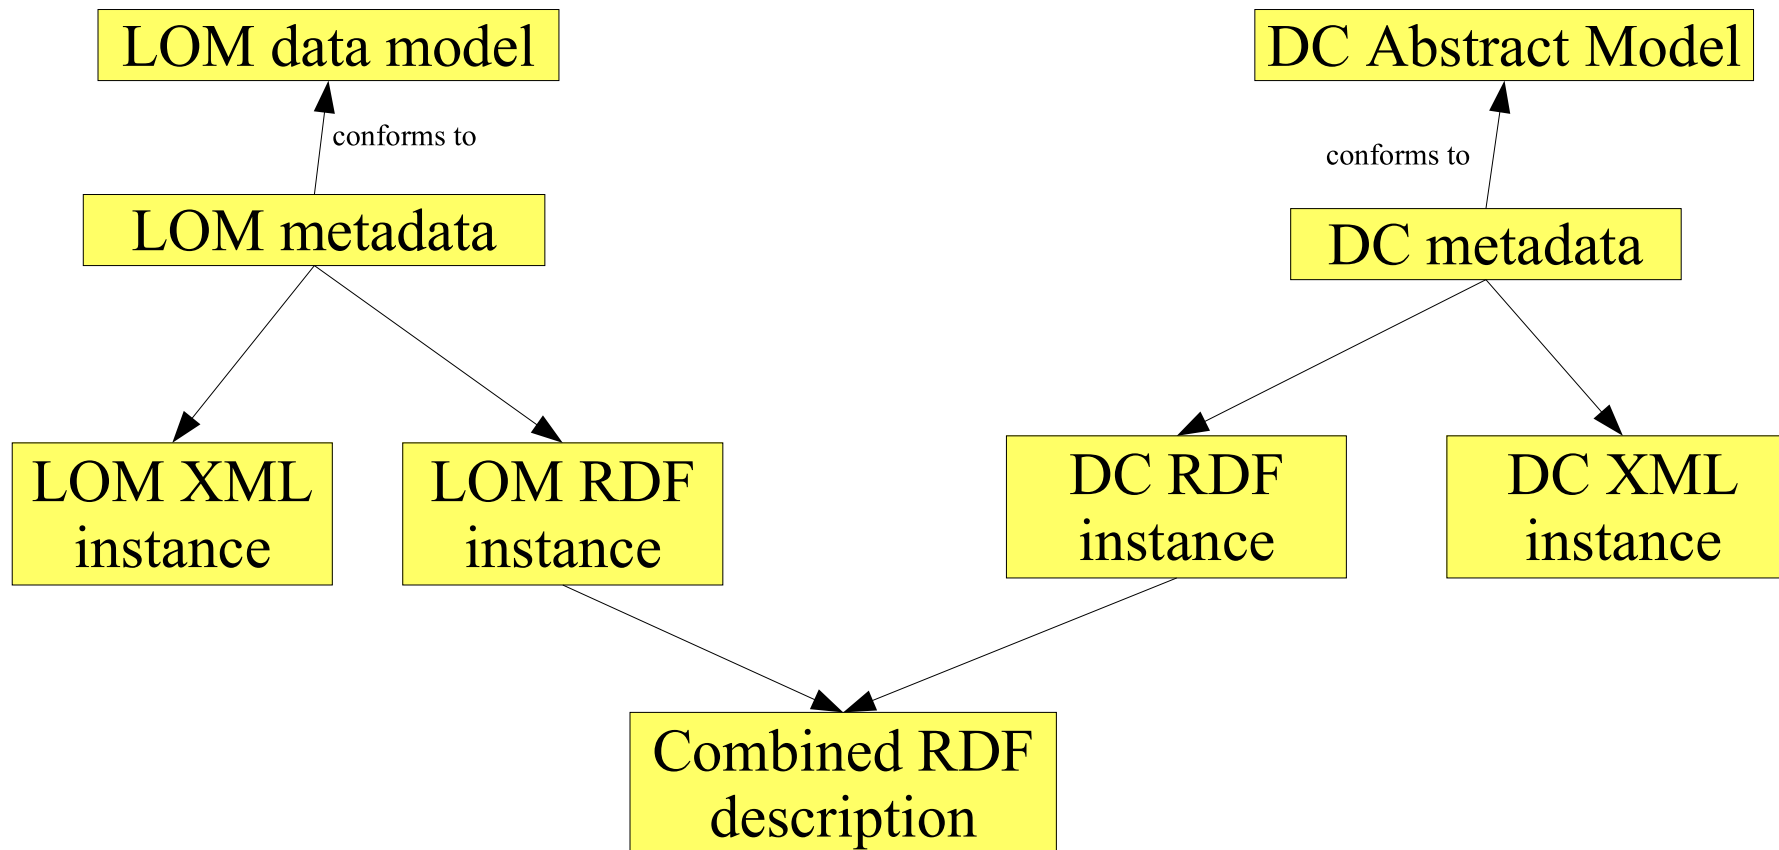 LOM data model
DC Abstract Model
conforms to
conforms to
LOM metadata
DC metadata
LOM XML
instance
LOM RDF
instance
DC RDF
instance
DC XML
instance
Combined RDF
description